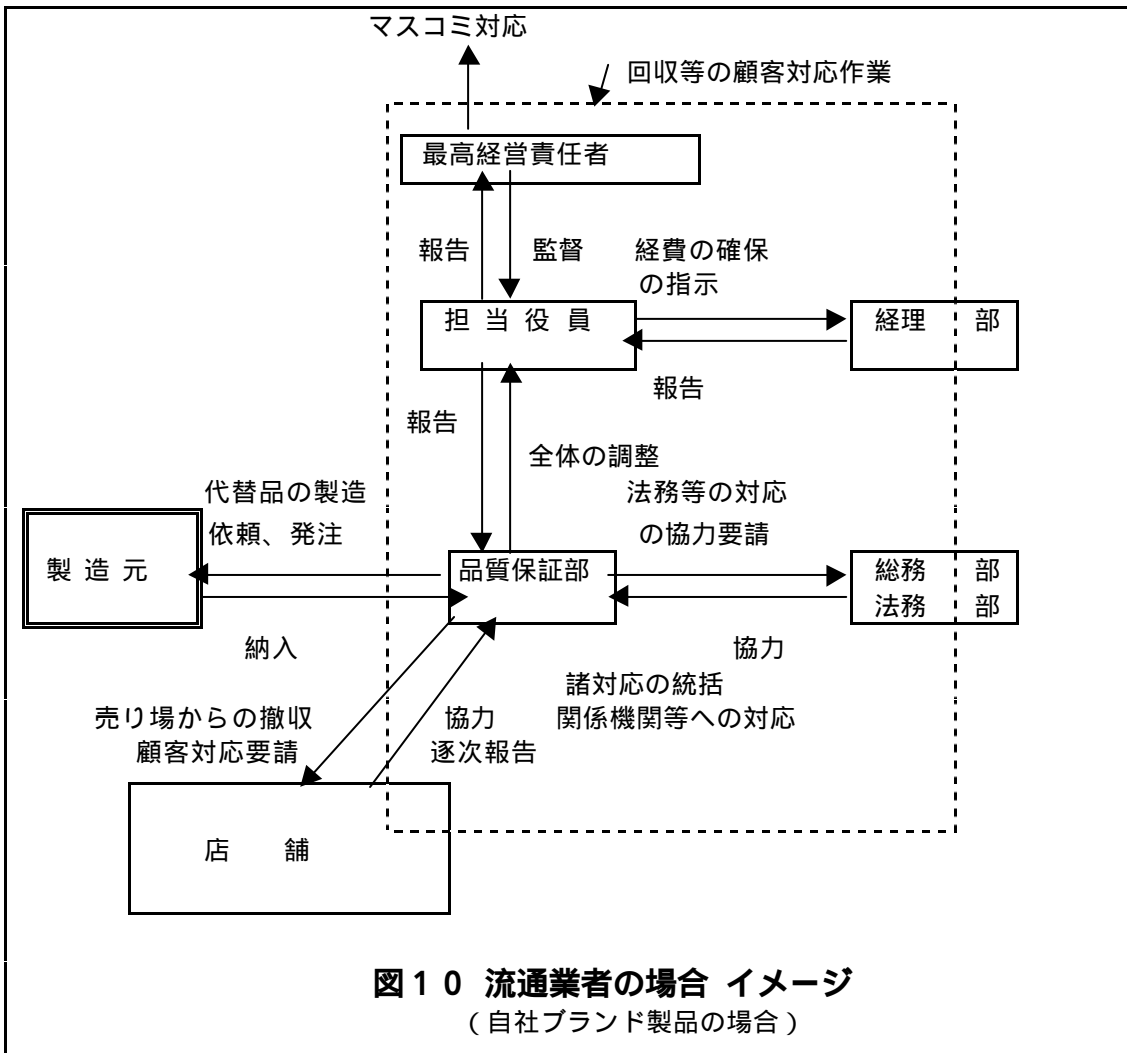 マスコミ対応
回収等の顧客対応作業
最高経営責任者
報告
監督
経費の確保
の指示
担 当 役 員
経理 部
報告
報告
全体の調整
代替品の製造
依頼、発注
法務等の対応
の協力要請
製 造 元
品質保証部
総務 部
法務 部
納入
協力
諸対応の統括
関係機関等への対応
売り場からの撤収
顧客対応要請
協力
逐次報告
店 舗
図10 流通業者の場合 イメージ
(自社ブランド製品の場合)